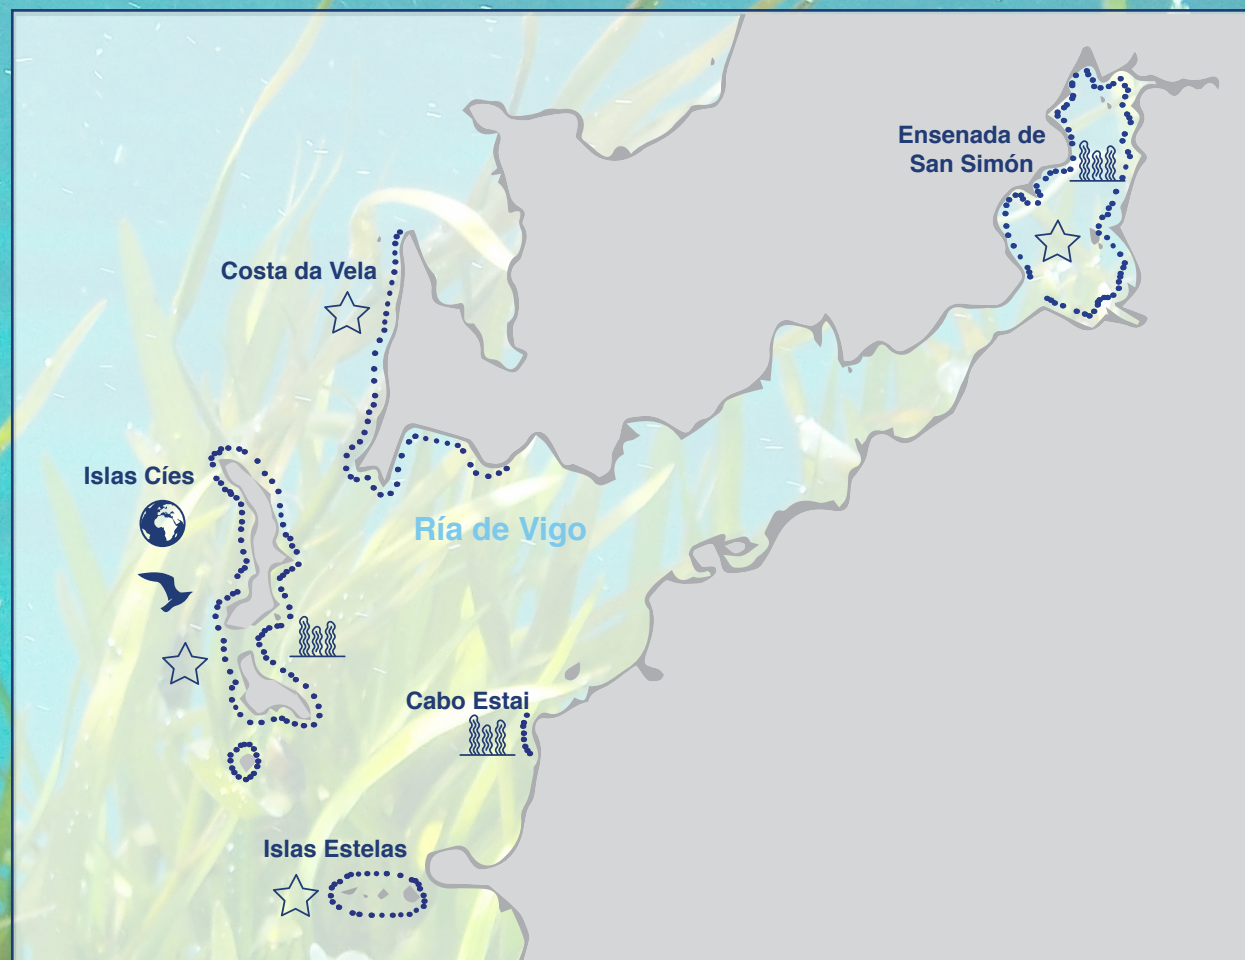 Ensenada de
San Simón
Costa da Vela
Islas Cíes
Ría de Vigo
Cabo Estai
Islas Estelas